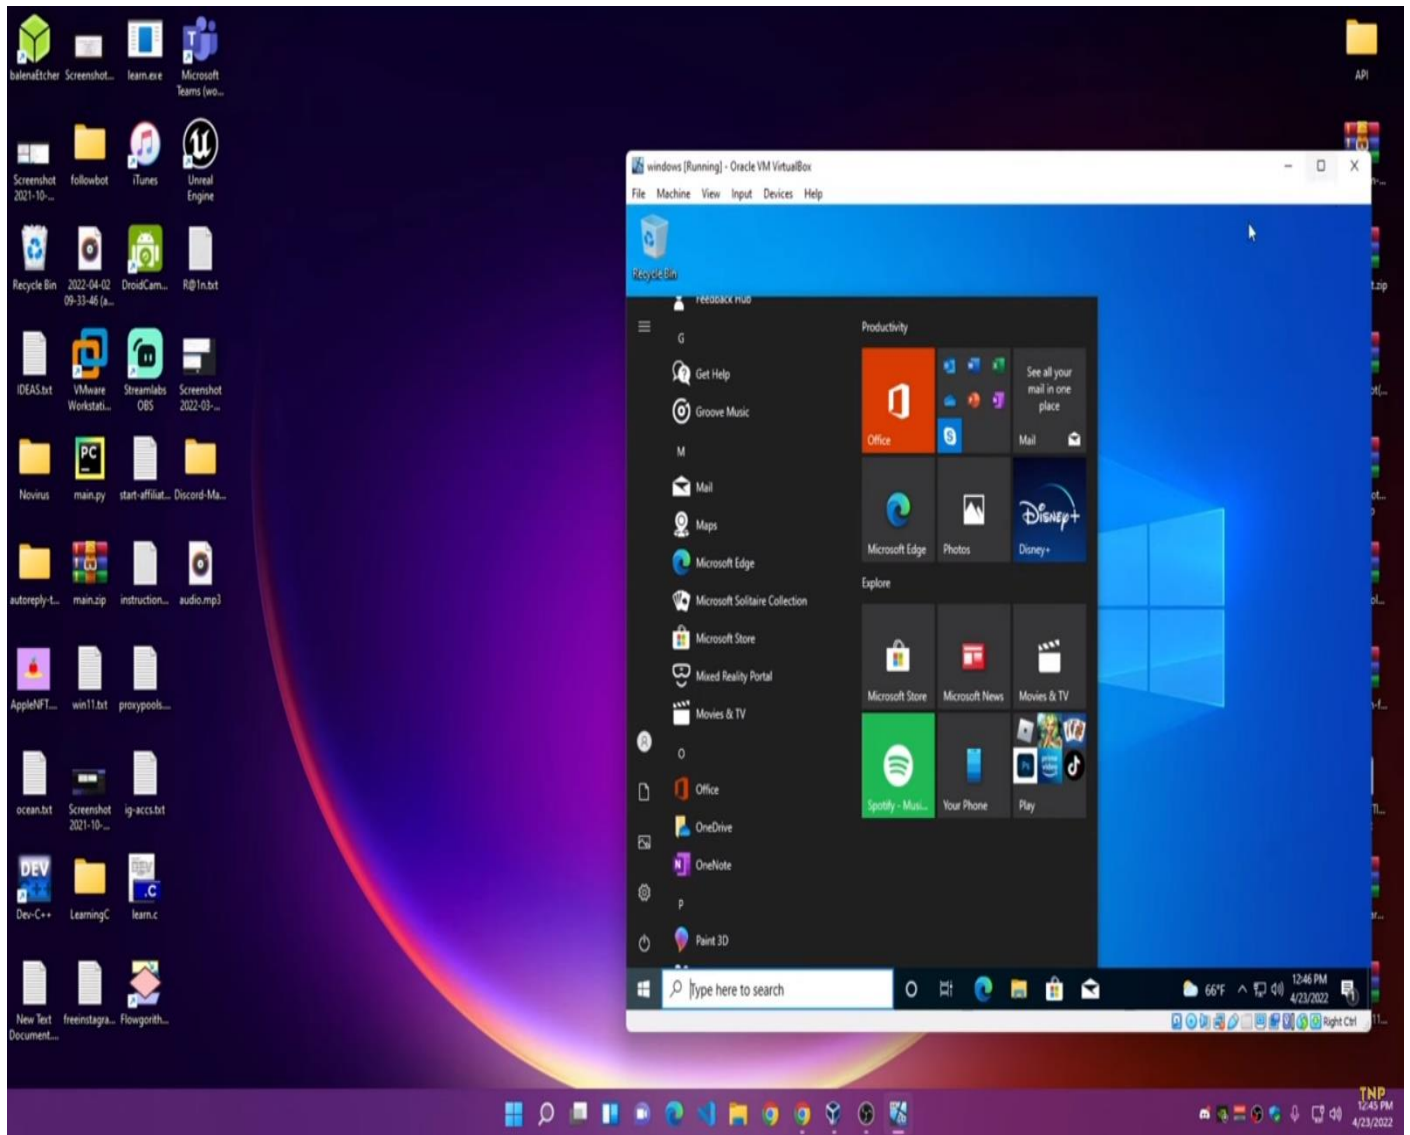 balenaEtcher
Screenshot...
learn.exe
Microsoft
Teams (wo...
API
Screenshot
2021-10-...
followbot
iTunes
Unreal
Engine
Recycle Bin
2022-04-02
09-33-46 (a...
DroidCam...
R@1n.txt
IDEAS.txt
VMware
Workstati...
Streamlabs
OBS
Screenshot
2022-03-...
Novirus
main.py
start-affiliat...
Discord-Ma...
autoreply-t...
main.zip
instruction...
audio.mp3
AppleNFT...
win11.txt
proxypools...
ocean.txt
Screenshot
2021-10-...
ig-accs.txt
Dev-C++
LearningC
learn.c
New Text
Document....
freeinstagra...
Flowgorith...
windows [Running] - Oracle VM VirtualBox
File Machine View Input Devices Help
Recycle Bin
Feedback Hub
G
Get Help
Groove Music
M
Mail
Maps
Microsoft Edge
Microsoft Solitaire Collection
Microsoft Store
Mixed Reality Portal
Movies & TV
O
Office
OneDrive
OneNote
P
Paint 3D
Productivity
Office
See all your
mail in one
place
Mail
Microsoft Edge
Photos
Disney+
Disney+
Explore
Microsoft Store
Microsoft News
Movies & TV
Spotify - Musi...
Your Phone
Play
Type here to search
66°F
12:46 PM
4/23/2022
Right Ctrl
TNP
12:45 PM
4/23/2022